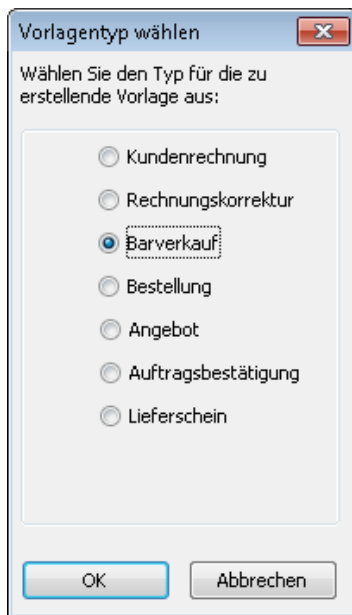 Vorlagentyp wählen
Wählen Sie den Typ für die zu
erstellende Vorlage aus:
Kundenrechnung
Rechnungskorrektur
Barverkauf
Bestellung
Angebot
Auftragsbestätigung
Lieferschein
OK
Abbrechen